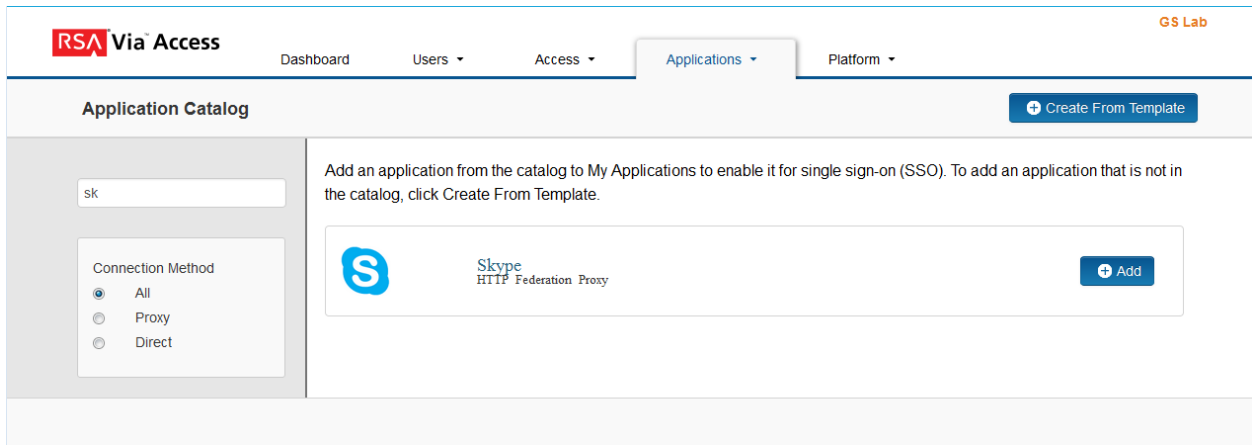 GS Lab
RSA Via™ Access
Dashboard Users Access Applications Platform
Application Catalog
Create From Template
sk
Connection Method
All
Proxy
Direct
Add an application from the catalog to My Applications to enable it for single sign-on (SSO). To add an application that is not in
the catalog, click Create From Template.
Skype
HTTP Federation Proxy
Add